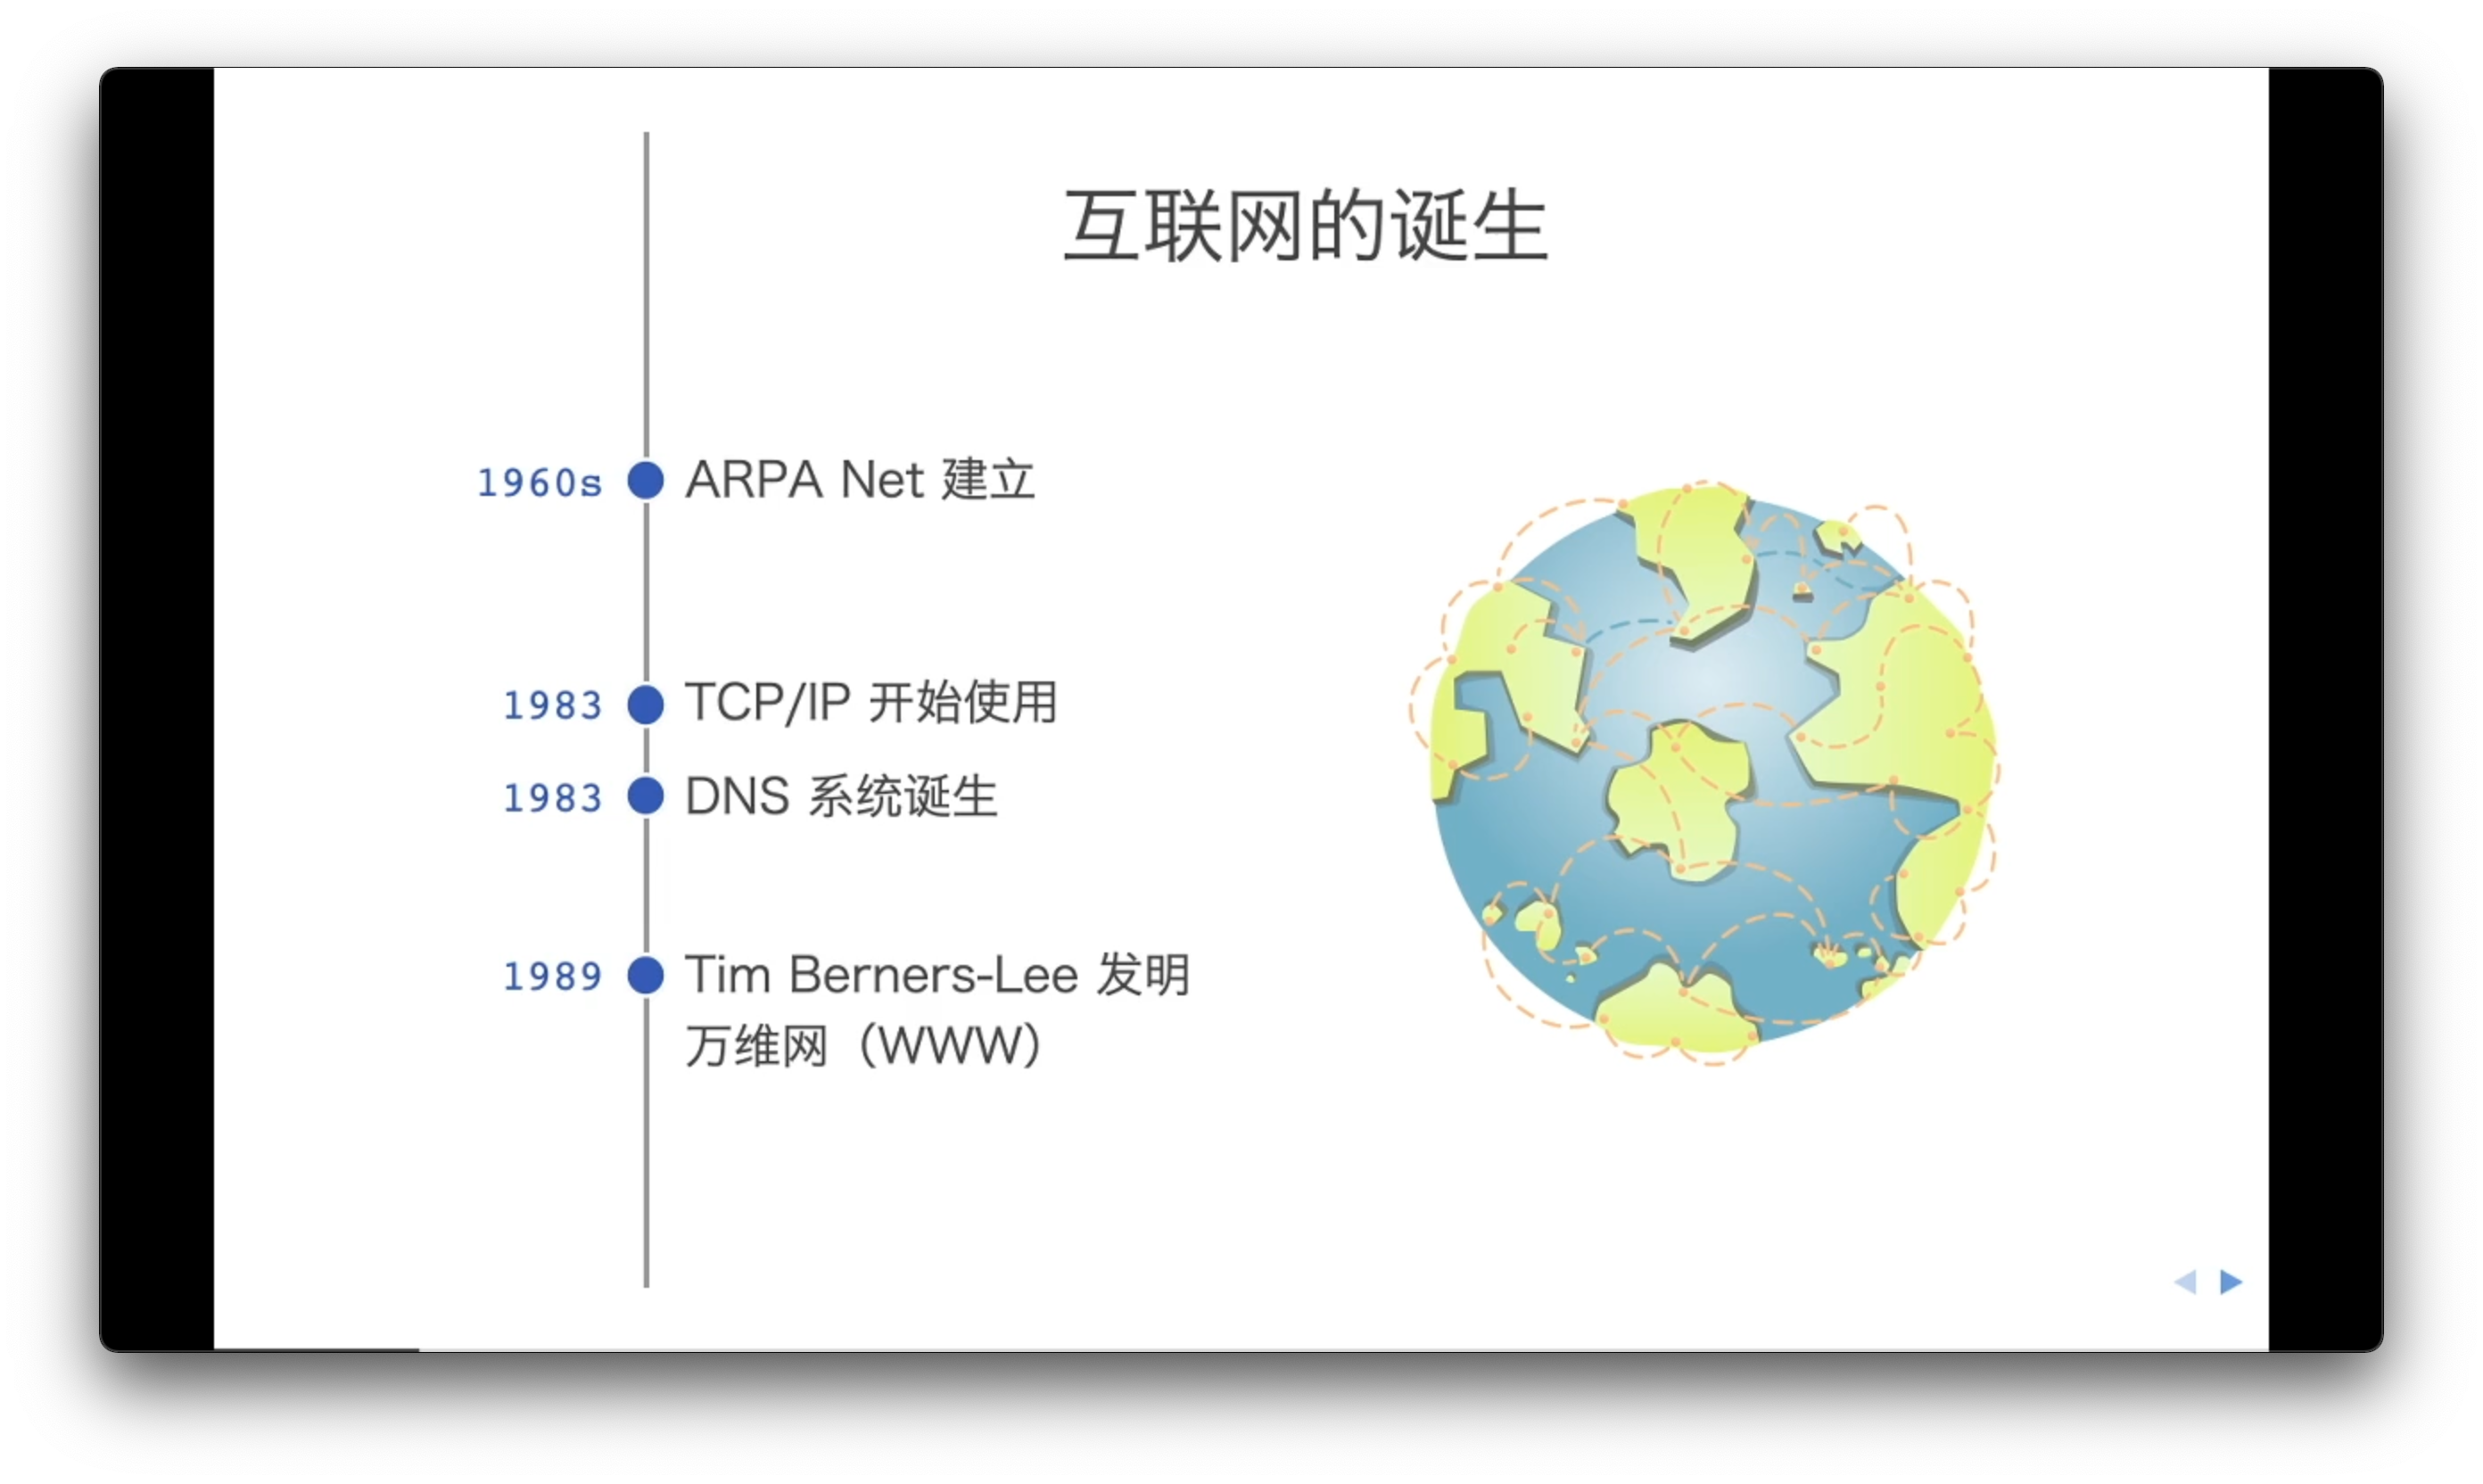 互联网的诞生
1960s ARPA Net 建立
1983 TCP/IP 开始使用
1983 DNS 系统诞生
1989 Tim Berners-Lee 发明
万维网（WWW）